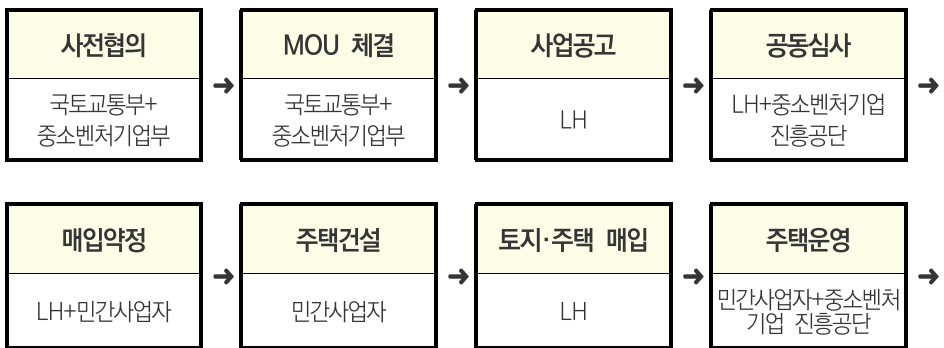 사전협의
국토교통부+
중소벤처기업부
➜
MOU 체결
국토교통부+
중소벤처기업부
➜
사업공고
LH
➜
공동심사
LH+중소벤처기업
진흥공단
➜
매입약정
LH+민간사업자
➜
주택건설
민간사업자
➜
토지·주택 매입
LH
➜
주택운영
민간사업자+중소벤처
기업 진흥공단
➜